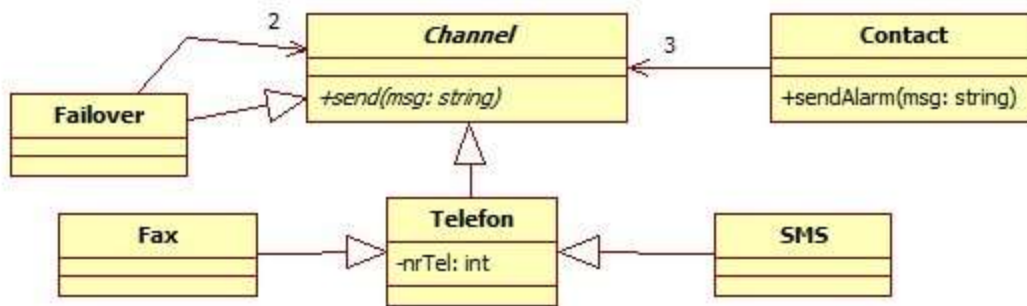 2
Channel
+send(msg: string)
3
Contact
+sendAlarm(msg: string)
Failover
Fax
Telefon
-nrTel: int
SMS